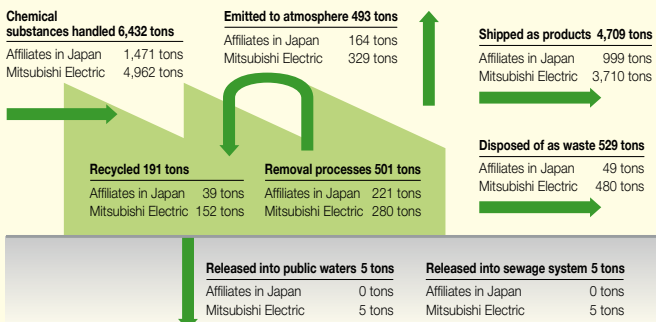 Chemical
substances handled 6,432 tons
Affiliates in Japan 1,471 tons
Mitsubishi Electric 4,962 tons
Emitted to atmosphere 493 tons
Affiliates in Japan 164 tons
Mitsubishi Electric 329 tons
Shipped as products 4,709 tons
Affiliates in Japan 999 tons
Mitsubishi Electric 3,710 tons
Recycled 191 tons
Affiliates in Japan 39 tons
Mitsubishi Electric 152 tons
Removal processes 501 tons
Affiliates in Japan 221 tons
Mitsubishi Electric 280 tons
Disposed of as waste 529 tons
Affiliates in Japan 49 tons
Mitsubishi Electric 480 tons
Released into public waters 5 tons
Affiliates in Japan 0 tons
Mitsubishi Electric 5 tons
Released into sewage system 5 tons
Affiliates in Japan 0 tons
Mitsubishi Electric 5 tons